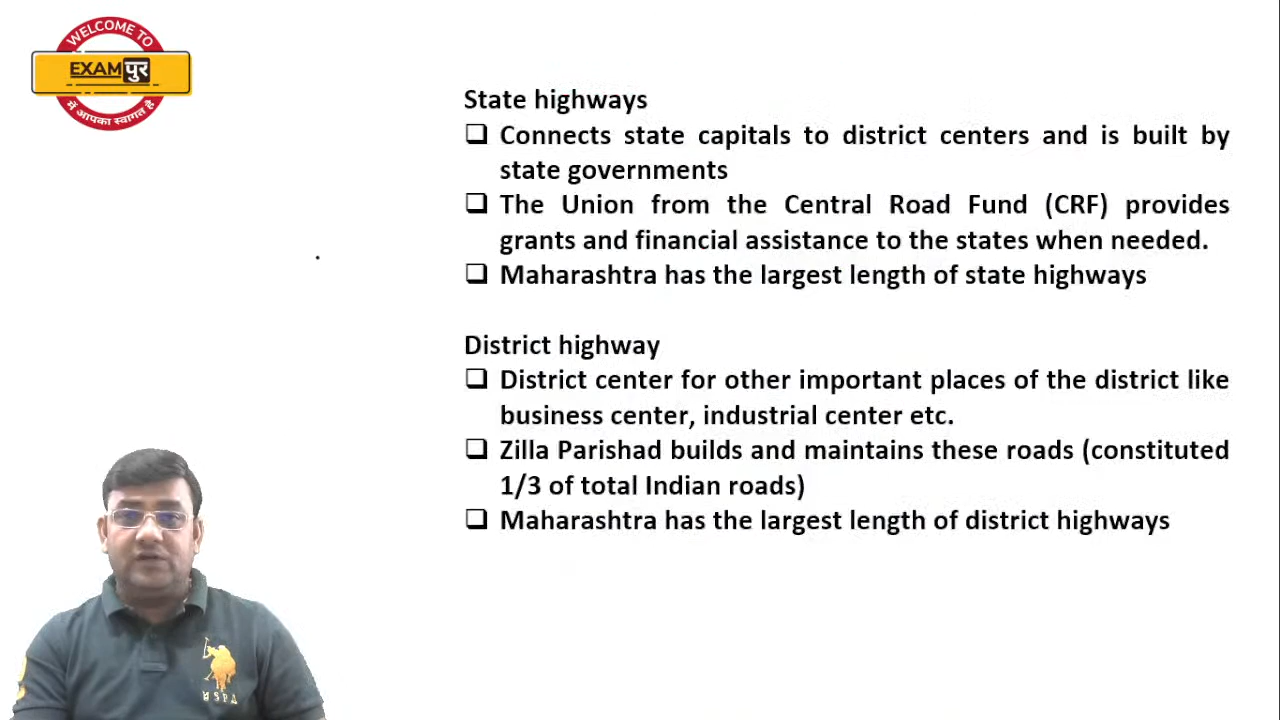 WELCOME TO
EXAMपुर
में आपका स्वागत है
State highways
Connects state capitals to district centers and is built by
state governments
The Union from the Central Road Fund (CRF) provides
grants and financial assistance to the states when needed.
Maharashtra has the largest length of state highways
District highway
District center for other important places of the district like
business center, industrial center etc.
Zilla Parishad builds and maintains these roads (constituted
1/3 of total Indian roads)
Maharashtra has the largest length of district highways
USPA